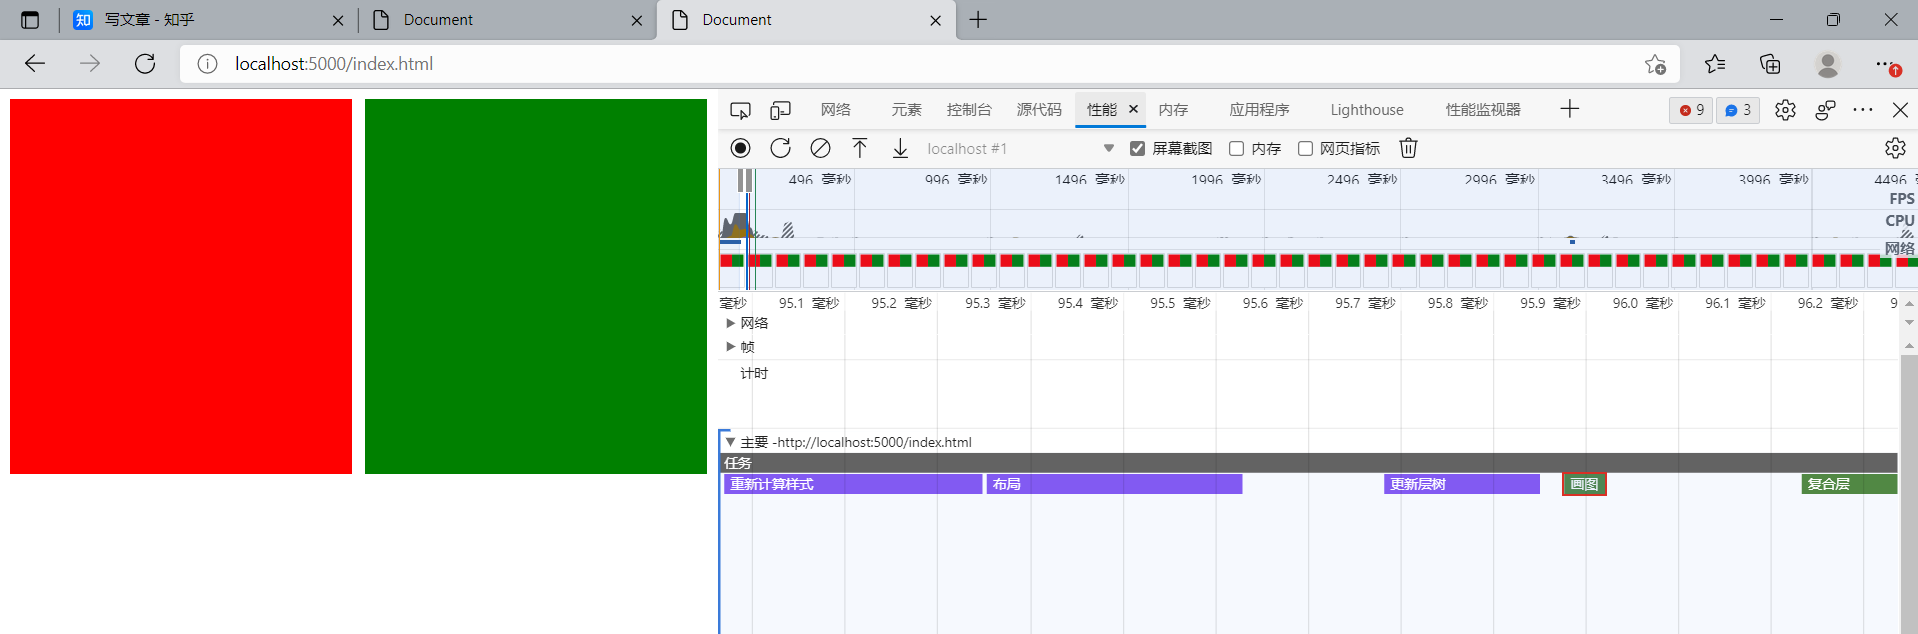 知 写文章 - 知乎 Document Document
localhost:5000/index.html
网络 元素 控制台 源代码 性能 内存 应用程序 Lighthouse 性能监视器 9 3
localhost #1 屏幕截图 内存 网页指标
496 毫秒 996 毫秒 1496 毫秒 1996 毫秒 2496 毫秒 2996 毫秒 3496 毫秒 3996 毫秒 4496
FPS
CPU
网络
毫秒 95.1 毫秒 95.2 毫秒 95.3 毫秒 95.4 毫秒 95.5 毫秒 95.6 毫秒 95.7 毫秒 95.8 毫秒 95.9 毫秒 96.0 毫秒 96.1 毫秒 96.2 毫秒 9
网络
帧
计时
主要 -http://localhost:5000/index.html
任务
重新计算样式 布局 更新层树 画图 复合层